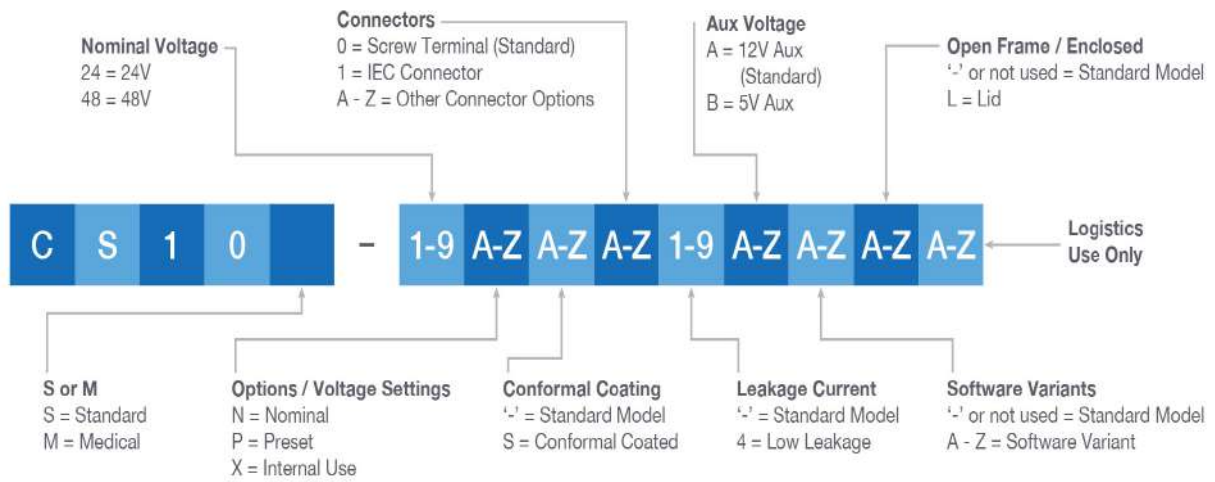 Nominal Voltage
24 = 24V
48 = 48V
Connectors
0 = Screw Terminal (Standard)
1 = IEC Connector
A - Z = Other Connector Options
Aux Voltage
A = 12V Aux
(Standard)
B = 5V Aux
Open Frame / Enclosed
‘-’ or not used = Standard Model
L = Lid
C S 1 0 - 1-9 A-Z A-Z A-Z 1-9 A-Z A-Z A-Z A-Z
Logistics
Use Only
S or M
S = Standard
M = Medical
Options / Voltage Settings
N = Nominal
P = Preset
X = Internal Use
Conformal Coating
‘-’ = Standard Model
S = Conformal Coated
Leakage Current
‘-’ = Standard Model
4 = Low Leakage
Software Variants
‘-’ or not used = Standard Model
A - Z = Software Variant